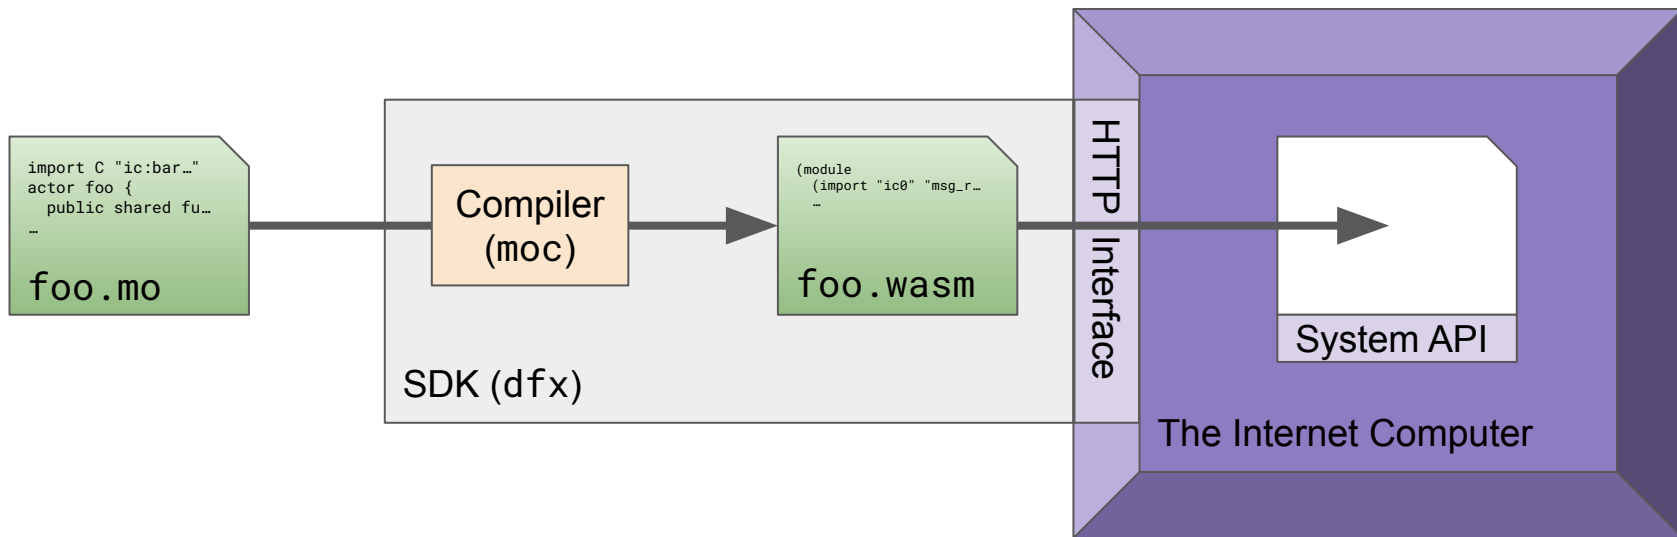 import C "ic:bar…"
actor foo {
public shared fu…
…
foo.mo
Compiler
(moc)
SDK (dfx)
(module
(import "ic0" "msg_r…
…
foo.wasm
HTTP Interface
System API
The Internet Computer